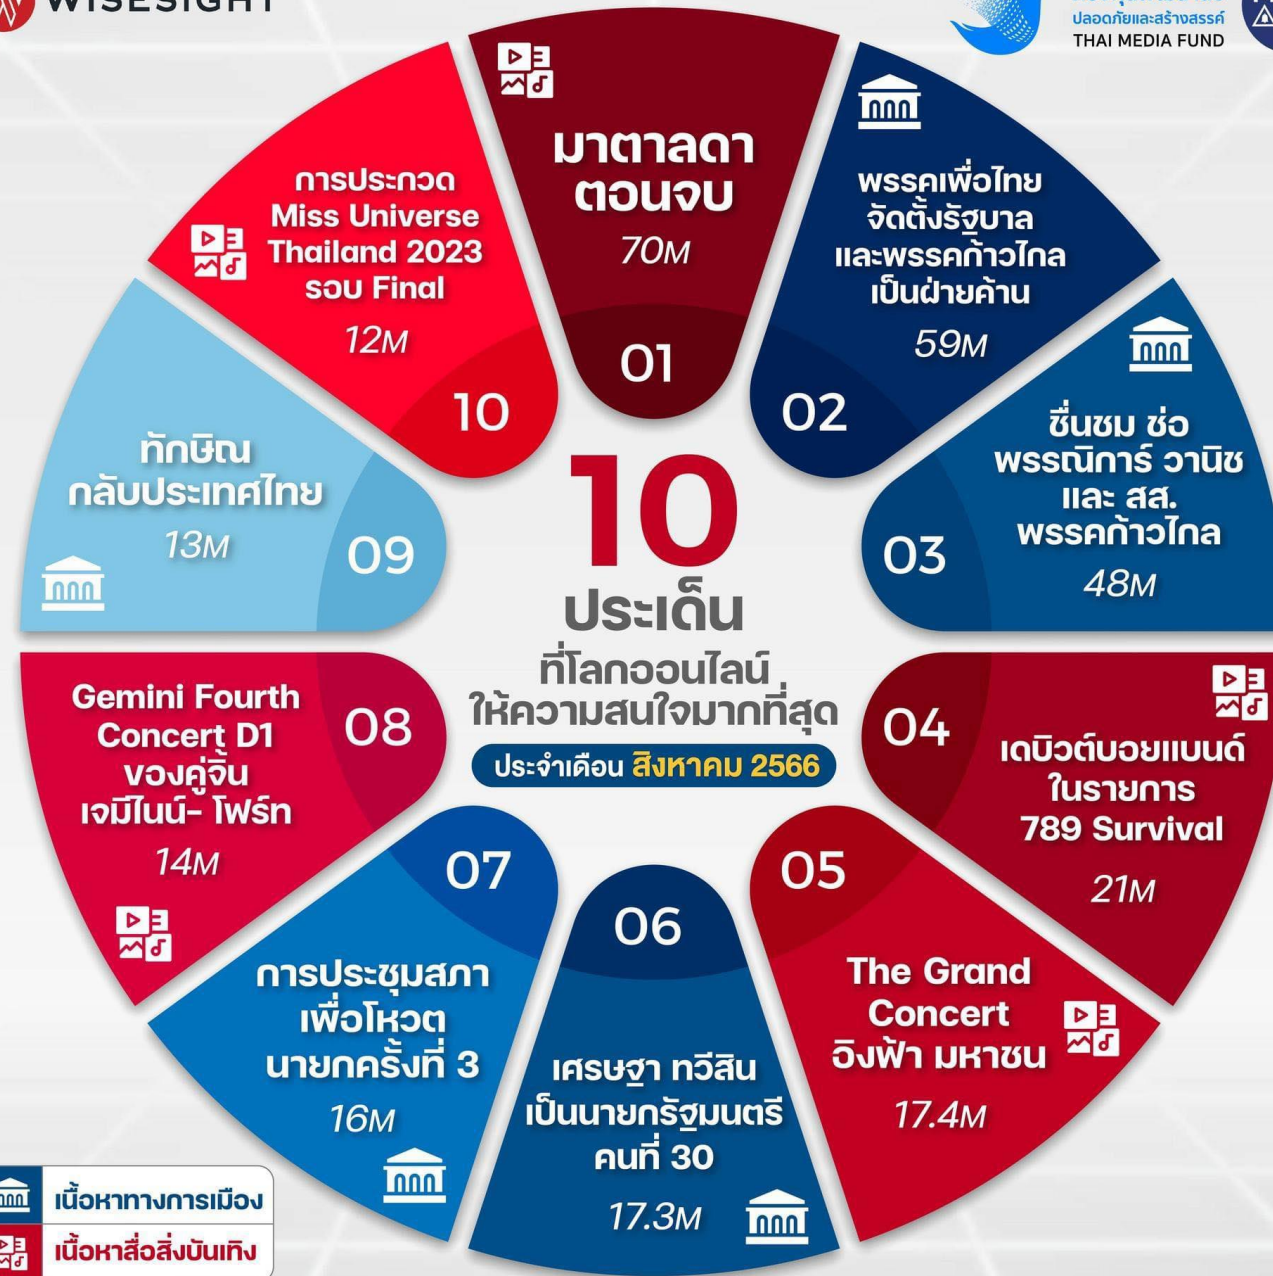 WISESIGHT
ปลอดภัยและสร้างสรรค์
THAI MEDIA FUND
มาตาลดา
ตอนจบ
70M
01
พรรคเพื่อไทย
จัดตั้งรัฐบาล
และพรรคก้าวไกล
เป็นฝ่ายค้าน
59M
02
ชื่นชม ช่อ
พรรณิการ์ วานิช
และ สส.
พรรคก้าวไกล
48M
03
04
เดบิวต์บอยแบนด์
ในรายการ
789 Survival
21M
05
The Grand
Concert
อิงฟ้า มหาชน
17.4M
06
เศรษฐา ทวีสิน
เป็นนายกรัฐมนตรี
คนที่ 30
17.3M
07
การประชุมสภา
เพื่อโหวต
นายกครั้งที่ 3
16M
Gemini Fourth
Concert D1
ของคู่จิ้น
เจมีไนน์- โฟร์ท
14M
08
ทักษิณ
กลับประเทศไทย
13M
09
การประกวด
Miss Universe
Thailand 2023
รอบ Final
12M
10
10
ประเด็น
ที่โลกออนไลน์
ให้ความสนใจมากที่สุด
ประจำเดือน สิงหาคม 2566
เนื้อหาทางการเมือง
เนื้อหาสื่อสิ่งบันเทิง